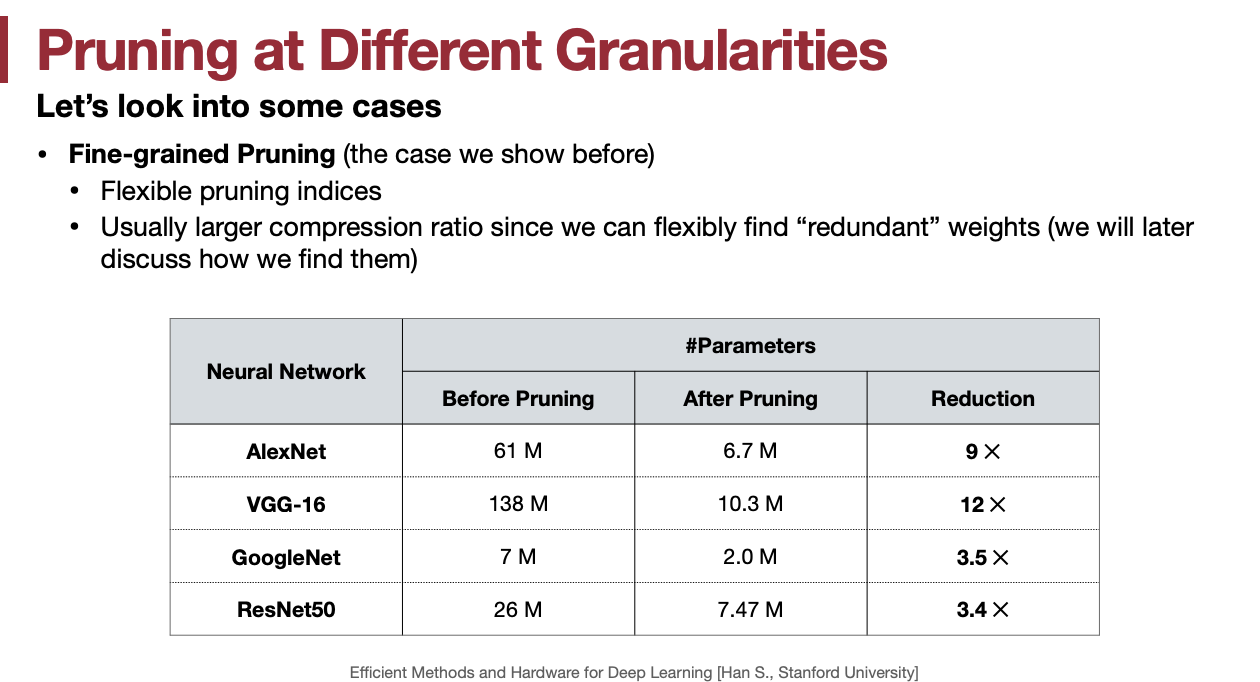 Pruning at Different Granularities
Let's look into some cases
• Fine-grained Pruning (the case we show before)
• Flexible pruning indices
• Usually larger compression ratio since we can flexibly find “redundant” weights (we will later
discuss how we find them)
Neural Network
#Parameters
Before Pruning After Pruning Reduction
AlexNet 61 M 6.7 M 9 ×
VGG-16 138 M 10.3 M 12 ×
GoogleNet 7 M 2.0 M 3.5 ×
ResNet50 26 M 7.47 M 3.4 ×
Efficient Methods and Hardware for Deep Learning [Han S., Stanford University]